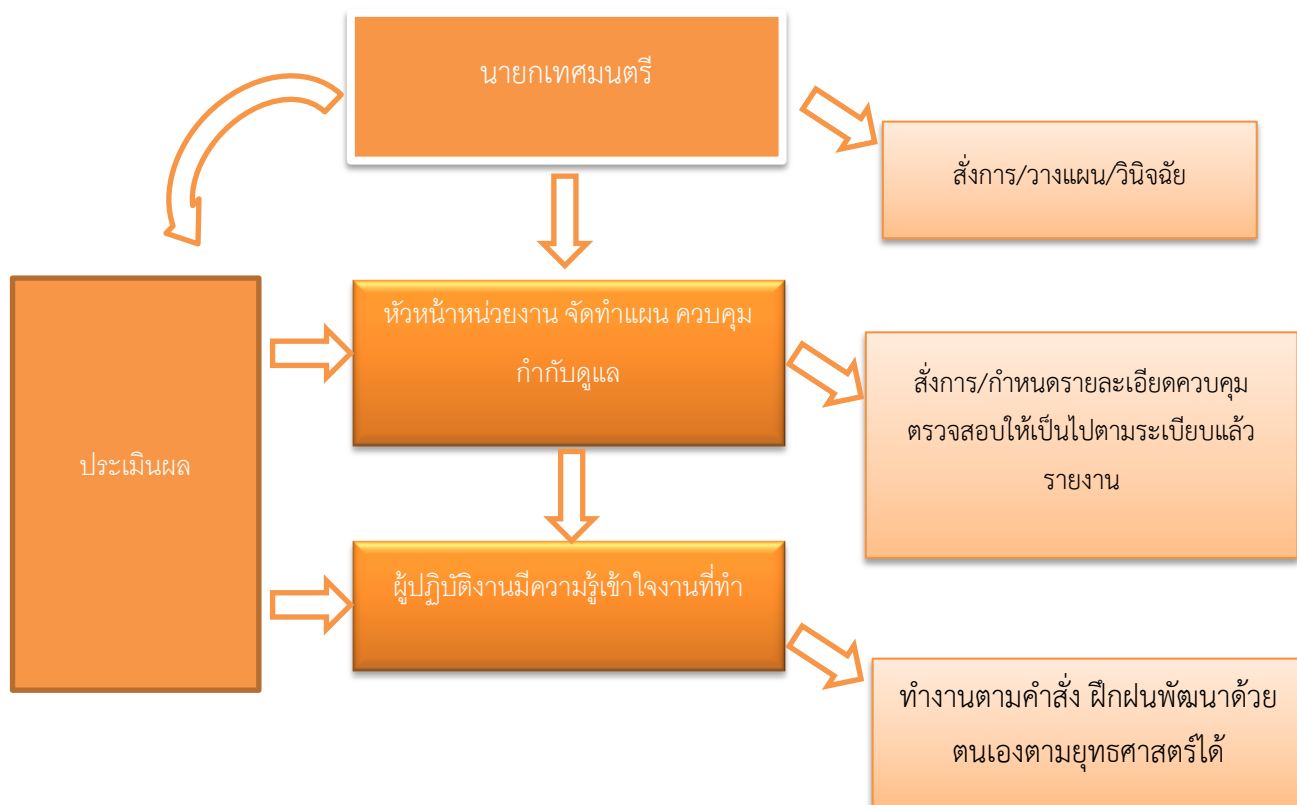 นายกเทศมนตรี
สั่งการ/วางแผน/วินิจฉัย
หัวหน้าหน่วยงาน จัดทำแผน ควบคุม
กำกับดูแล
สั่งการ/กำหนดรายละเอียดควบคุม
ตรวจสอบให้เป็นไปตามระเบียบแล้ว
รายงาน
ประเมินผล
ผู้ปฏิบัติงานมีความรู้เข้าใจงานที่ทำ
ทำงานตามคำสั่ง ฝึกฝนพัฒนาด้วย
ตนเองตามยุทธศาสตร์ได้